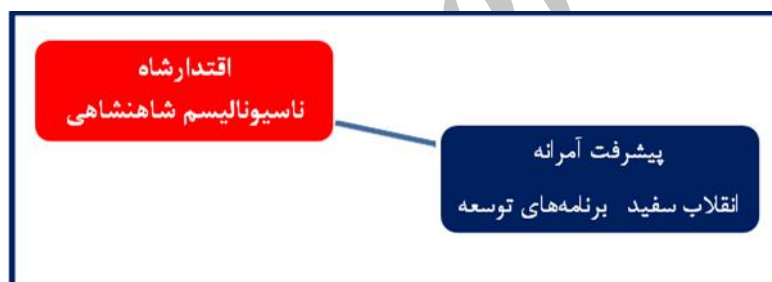 اقتدارشاه
ناسیونالیسم شاهنشاهی
پیشرفت آمرانه
انقلاب سفید برنامه‌های توسعه